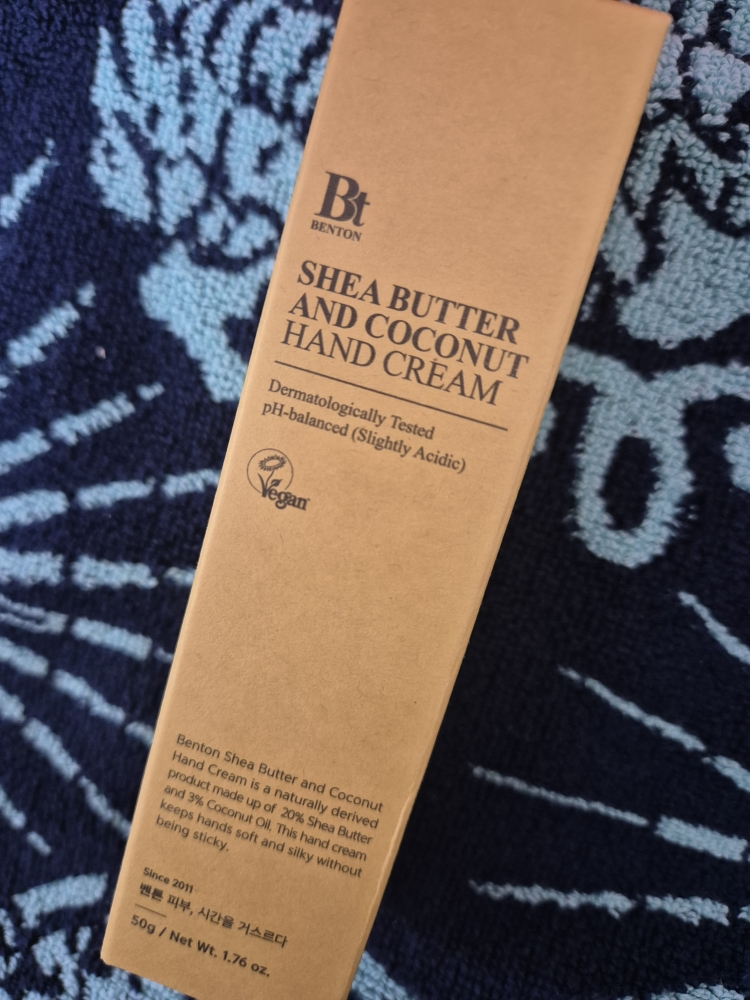 Bt
BENTON
SHEA BUTTER
AND COCONUT
HAND CREAM
Dermatologically Tested
pH-balanced (Slightly Acidic)
Vegan
Benton Shea Butter and Coconut
Hand Cream is a naturally derived
product made up of 20% Shea Butter
and 3% Coconut Oil. This hand cream
keeps hands soft and silky without
being sticky.
Since 2011
벤튼 피부, 시간을 거스르다
50g / Net Wt. 1.76 oz.